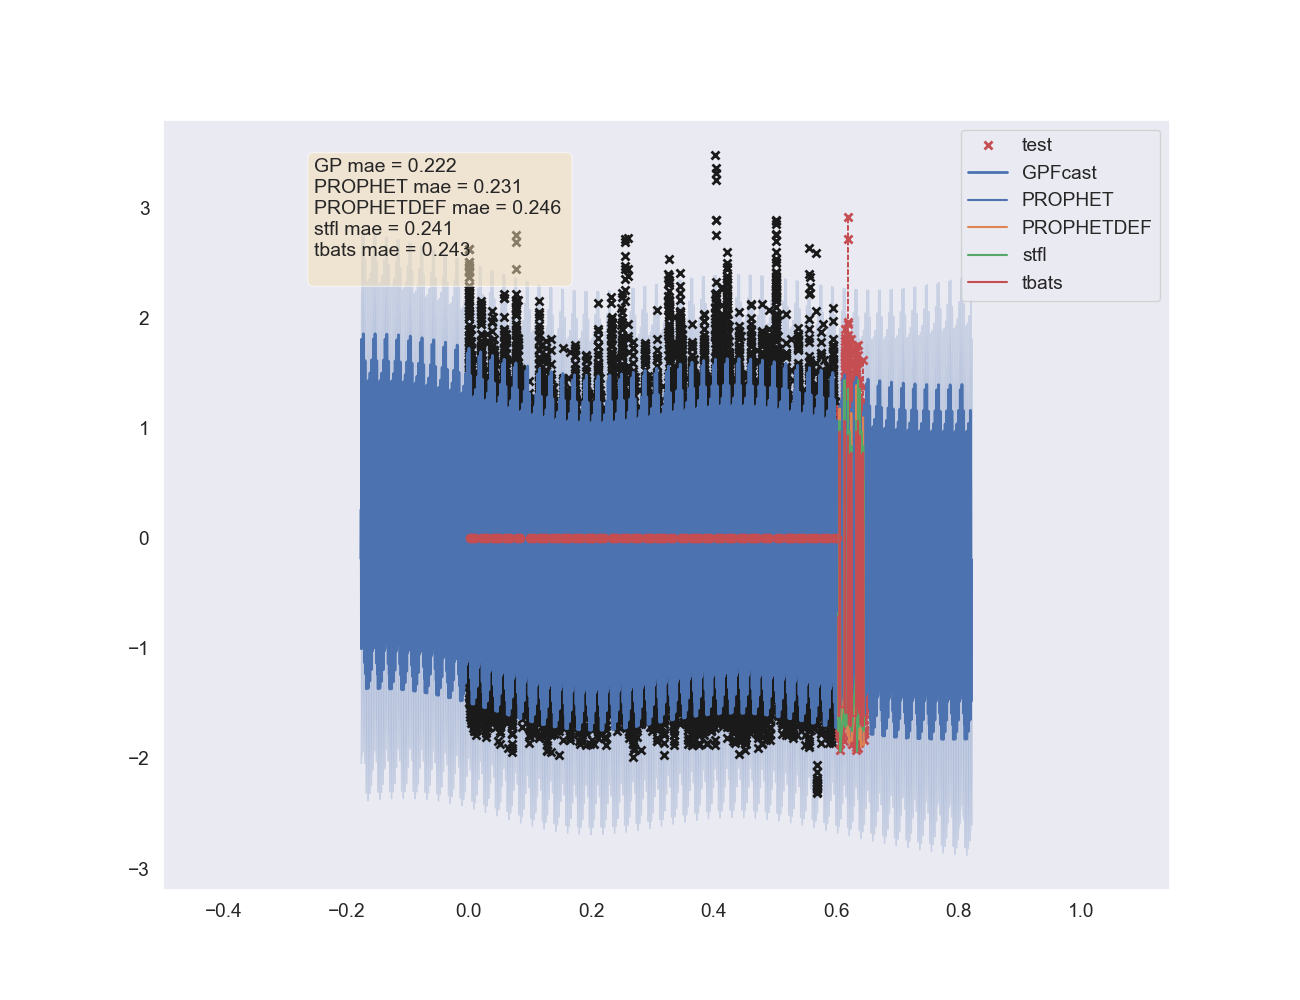 GP mae = 0.222
PROPHET mae = 0.231
PROPHETDEF mae = 0.246
stfl mae = 0.241
tbats mae = 0.243
test
GPFcast
PROPHET
PROPHETDEF
stfl
tbats
3
2
1
0
−1
−2
−3
−0.4 −0.2 0.0 0.2 0.4 0.6 0.8 1.0